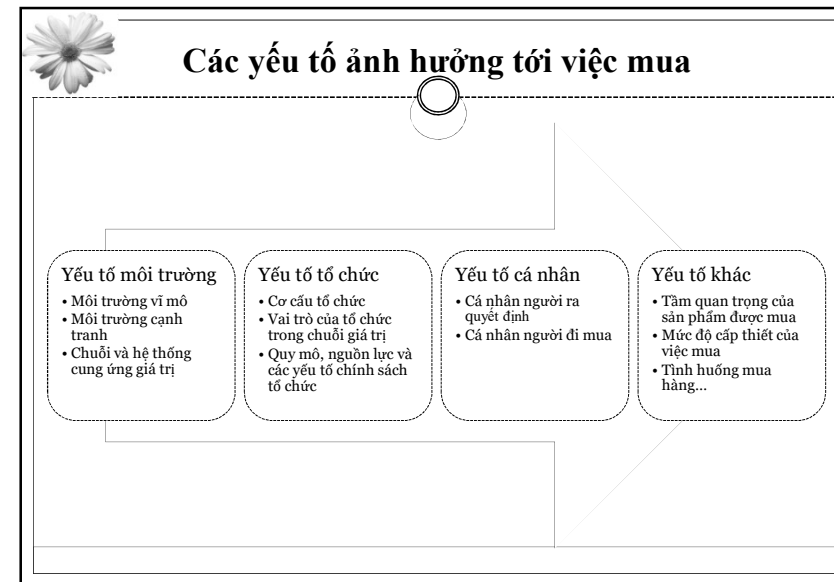 Các yếu tố ảnh hưởng tới việc mua
Yếu tố môi trường
• Môi trường vĩ mô
• Môi trường cạnh
tranh
• Chuỗi và hệ thống
cung ứng giá trị
Yếu tố tổ chức
• Cơ cấu tổ chức
• Vai trò của tổ chức
trong chuỗi giá trị
• Quy mô, nguồn lực và
các yếu tố chính sách
tổ chức
Yếu tố cá nhân
• Cá nhân người ra
quyết định
• Cá nhân người đi mua
Yếu tố khác
• Tầm quan trọng của
sản phẩm được mua
• Mức độ cấp thiết của
việc mua
• Tình huống mua
hàng...